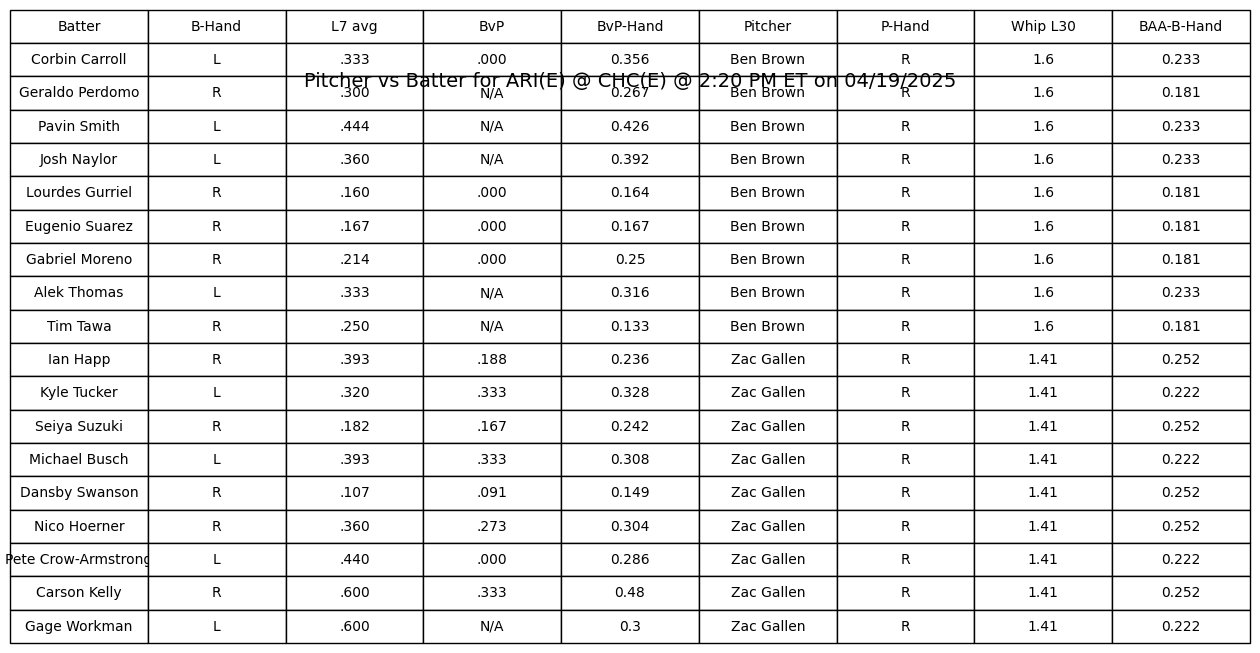 Batter B-Hand L7 avg BvP BvP-Hand Pitcher P-Hand Whip L30 BAA-B-Hand
Corbin Carroll L .333 .000 0.356 Ben Brown R 1.6 0.233
Pitcher vs Batter for ARI(E) @ CHC(E) @ 2:20 PM ET on 04/19/2025
Geraldo Perdomo R .300 N/A 0.267 Ben Brown R 1.6 0.181
Pavin Smith L .444 N/A 0.426 Ben Brown R 1.6 0.233
Josh Naylor L .360 N/A 0.392 Ben Brown R 1.6 0.233
Lourdes Gurriel R .160 .000 0.164 Ben Brown R 1.6 0.181
Eugenio Suarez R .167 .000 0.167 Ben Brown R 1.6 0.181
Gabriel Moreno R .214 .000 0.25 Ben Brown R 1.6 0.181
Alek Thomas L .333 N/A 0.316 Ben Brown R 1.6 0.233
Tim Tawa R .250 N/A 0.133 Ben Brown R 1.6 0.181
Ian Happ R .393 .188 0.236 Zac Gallen R 1.41 0.252
Kyle Tucker L .320 .333 0.328 Zac Gallen R 1.41 0.222
Seiya Suzuki R .182 .167 0.242 Zac Gallen R 1.41 0.252
Michael Busch L .393 .333 0.308 Zac Gallen R 1.41 0.222
Dansby Swanson R .107 .091 0.149 Zac Gallen R 1.41 0.252
Nico Hoerner R .360 .273 0.304 Zac Gallen R 1.41 0.252
Pete Crow-Armstrong L .440 .000 0.286 Zac Gallen R 1.41 0.222
Carson Kelly R .600 .333 0.48 Zac Gallen R 1.41 0.252
Gage Workman L .600 N/A 0.3 Zac Gallen R 1.41 0.222